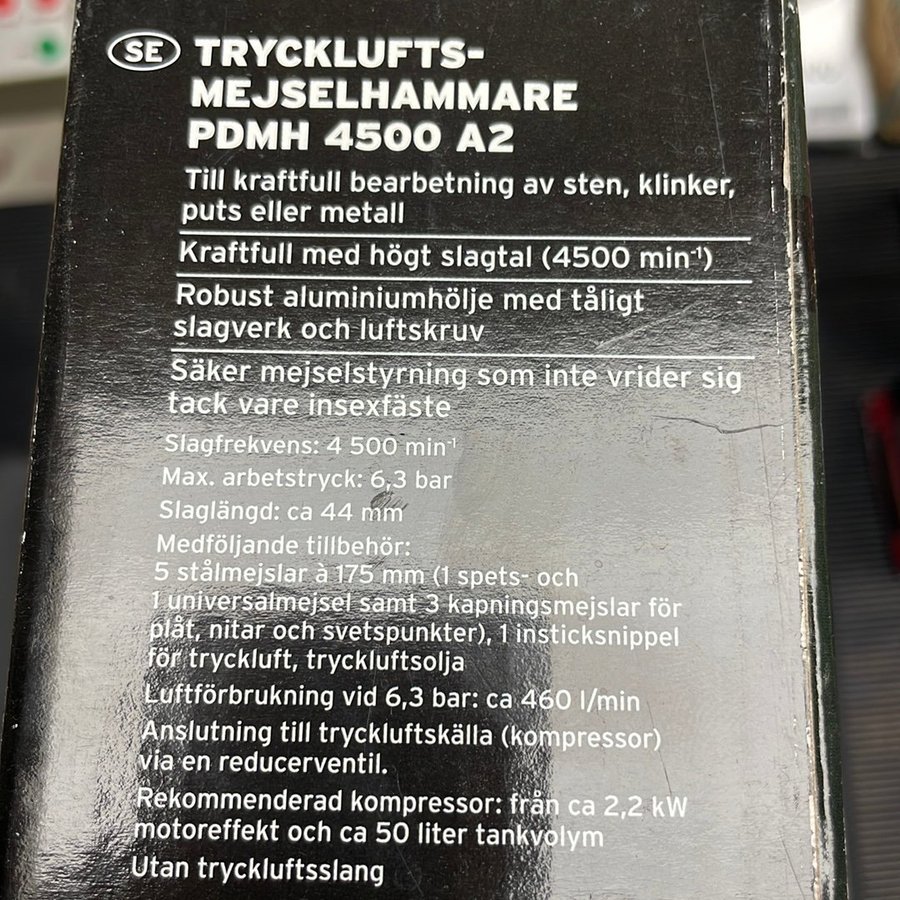 SE TRYCKLUFTS-
MEJSELHAMMARE
PDMH 4500 A2
Till kraftfull bearbetning av sten, klinker,
puts eller metall
Kraftfull med högt slagtal (4500 min⁻¹)
Robust aluminiumhölje med tåligt
slagverk och luftskruv
Säker mejselstyrning som inte vrider sig
tack vare insexfäste
Slagfrekvens: 4 500 min⁻¹
Max. arbetstryck: 6,3 bar
Slaglängd: ca 44 mm
Medföljande tillbehör:
5 stålmejslar à 175 mm (1 spets- och
1 universalmejsel samt 3 kapningsmejslar för
plåt, nitar och svetspunkter), 1 insticksnippel
för tryckluft, tryckluftsolja
Luftförbrukning vid 6,3 bar: ca 460 l/min
Anslutning till tryckluftskälla (kompressor)
via en reducerventil.
Rekommenderad kompressor: från ca 2,2 kW
motoreffekt och ca 50 liter tankvolym
Utan tryckluftsslang